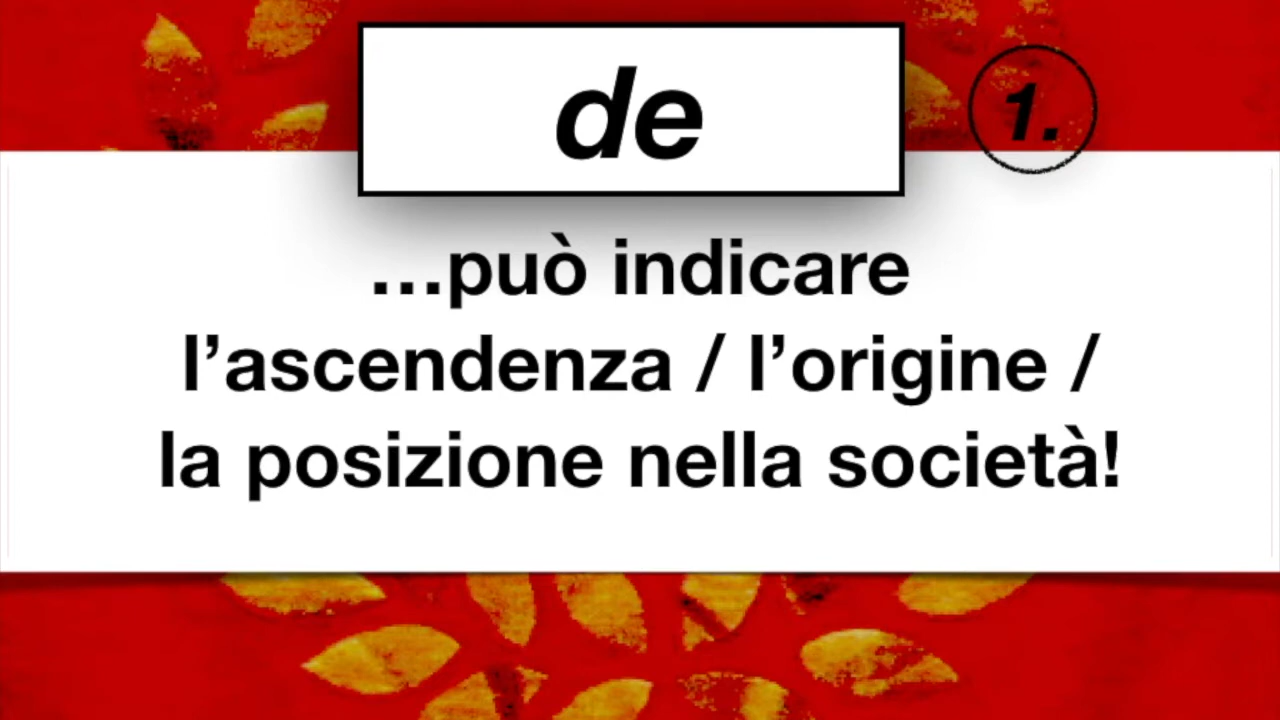 de
1.
…può indicare
l’ascendenza / l’origine /
la posizione nella società!